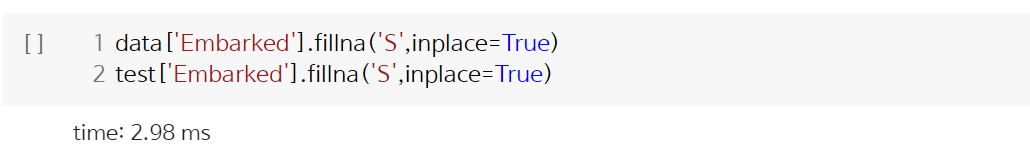 [ ] 1 data['Embarked'].fillna('S',inplace=True)
2 test['Embarked'].fillna('S',inplace=True)
time: 2.98 ms